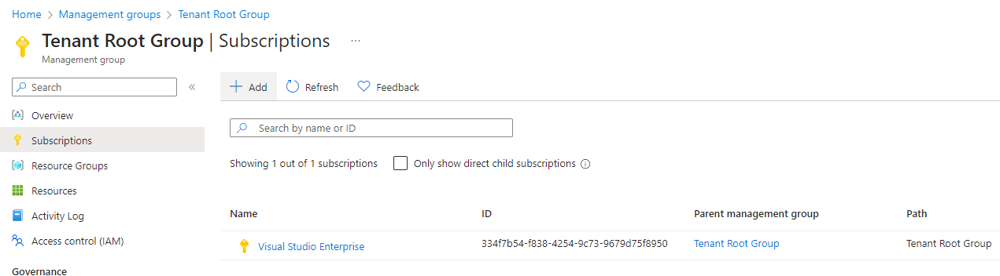 Home > Management groups > Tenant Root Group
Tenant Root Group | Subscriptions ...
Management group
Search «
Overview
Subscriptions
Resource Groups
Resources
Activity Log
Access control (IAM)
Governance
Add Refresh Feedback
Search by name or ID
Showing 1 out of 1 subscriptions Only show direct child subscriptions
Name ID Parent management group Path
Visual Studio Enterprise 334f7b54-f838-4254-9c73-9679d75f8950 Tenant Root Group Tenant Root Group